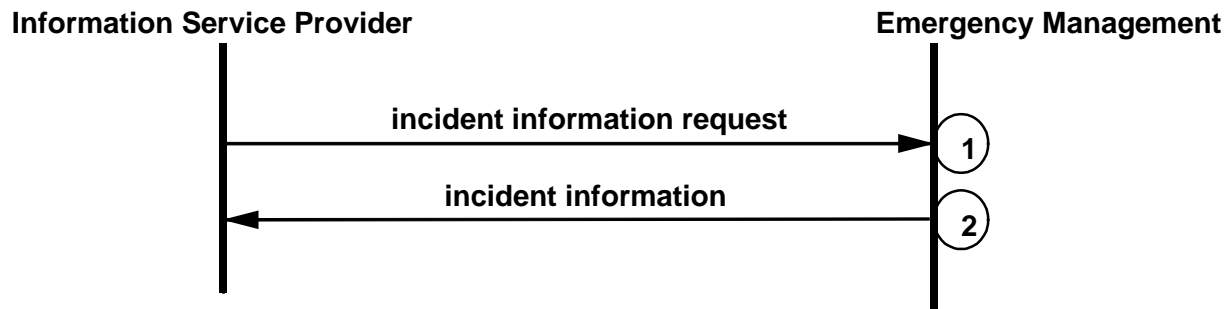 Information Service Provider
Emergency Management
incident information request
1
incident information
2